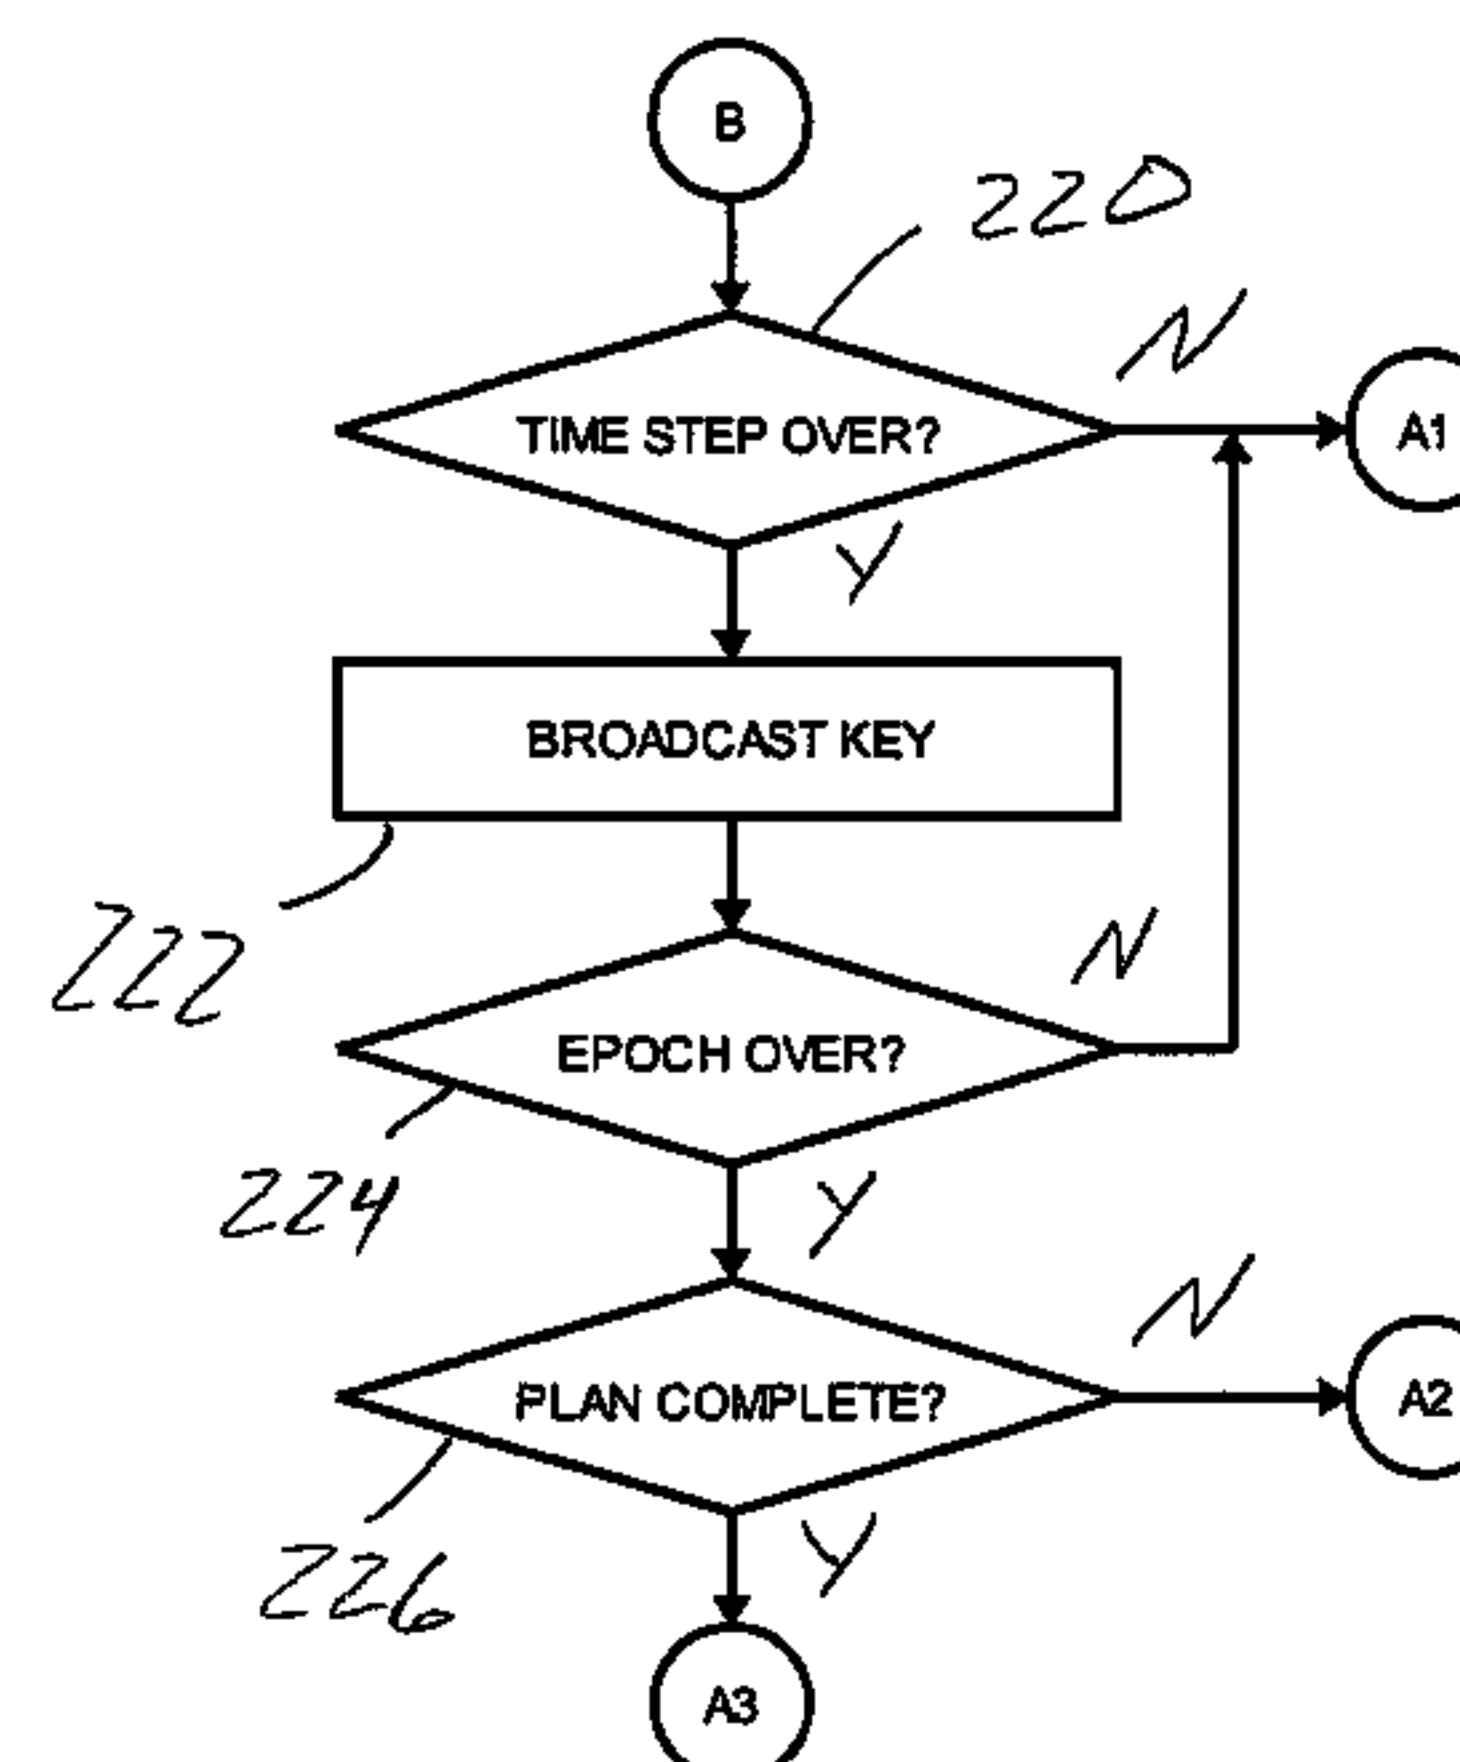 B
220
N
TIME STEP OVER?
A1
Y
BROADCAST KEY
222
N
EPOCH OVER?
224
Y
N
PLAN COMPLETE?
A2
226
Y
A3